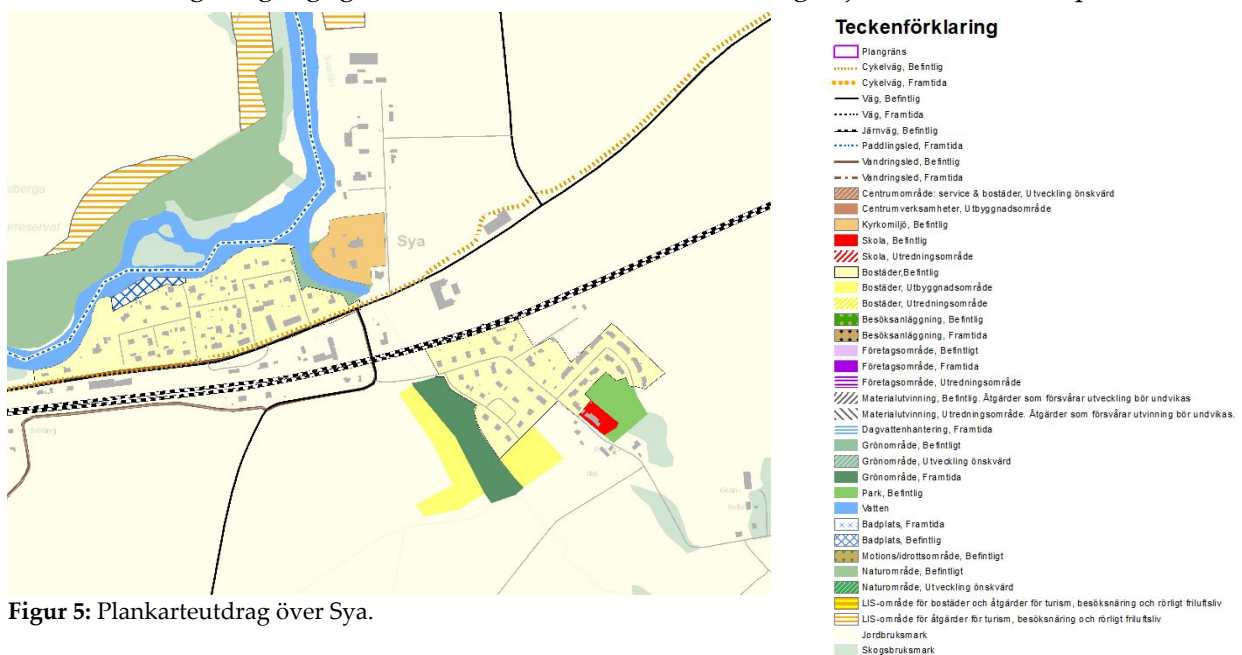 Svartån
Sya
Teckenförklaring
Plangräns
Cykelväg, Befintlig
Cykelväg, Framtida
Väg, Befintlig
Väg, Framtida
Järnväg, Befintlig
Paddlingsled, Framtida
Vandringsled, Befintlig
Vandringsled, Framtida
Centrumområde: service & bostäder, Utveckling önskvärd
Centrumverksamheter, Utbyggnadsområde
Kyrkomiljö, Befintlig
Skola, Befintlig
Skola, Utredningsområde
Bostäder,Befintlig
Bostäder, Utbyggnadsområde
Bostäder, Utredningsområde
Besöksanläggning, Befintlig
Besöksanläggning, Framtida
Företagsområde, Befintligt
Företagsområde, Framtida
Företagsområde, Utredningsområde
Materialutvinning, Befintlig. Åtgärder som försvårar utveckling bör undvikas
Materialutvinning, Utredningsområde. Åtgärder som försvårar utvinning bör undvikas.
Dagvattenhantering, Framtida
Grönområde, Befintligt
Grönområde, Utveckling önskvärd
Grönområde, Framtida
Park, Befintlig
Vatten
Badplats, Framtida
Badplats, Befintlig
Motions/idrottsområde, Befintligt
Naturområde, Befintligt
Naturområde, Utveckling önskvärd
LIS-område för bostäder och åtgärder för turism, besöksnäring och rörligt friluftsliv
LIS-område för åtgärder för turism, besöksnäring och rörligt friluftsliv
Jordbruksmark
Skogsbruksmark
Figur 5: Plankarteutdrag över Sya.